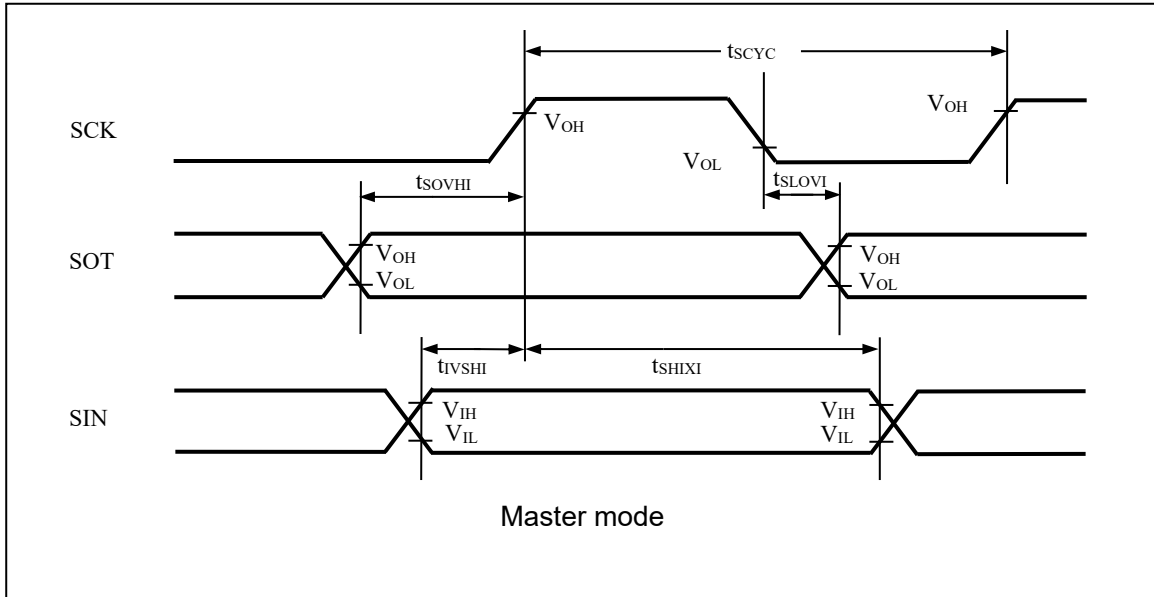 tSCYC
SCK
VOH
VOH
VOL
tSOVHI
tSLOVI
SOT
VOH
VOH
VOL
VOL
tIVSHI
tSHIXI
SIN
VIH
VIH
VIL
VIL
Master mode